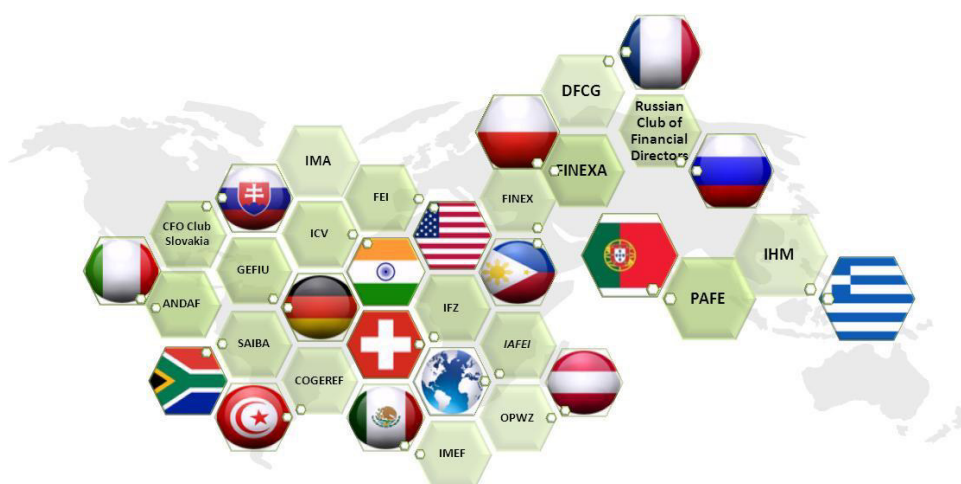 DFCG
Russian
Club of
Financial
Directors
IMA
FINEXA
FEI
FINEX
CFO Club
Slovakia
ICV
GEFIU
IHM
ANDAF
IFZ
PAFE
SAIBA
IAFEI
COGEREF
OPWZ
IMEF